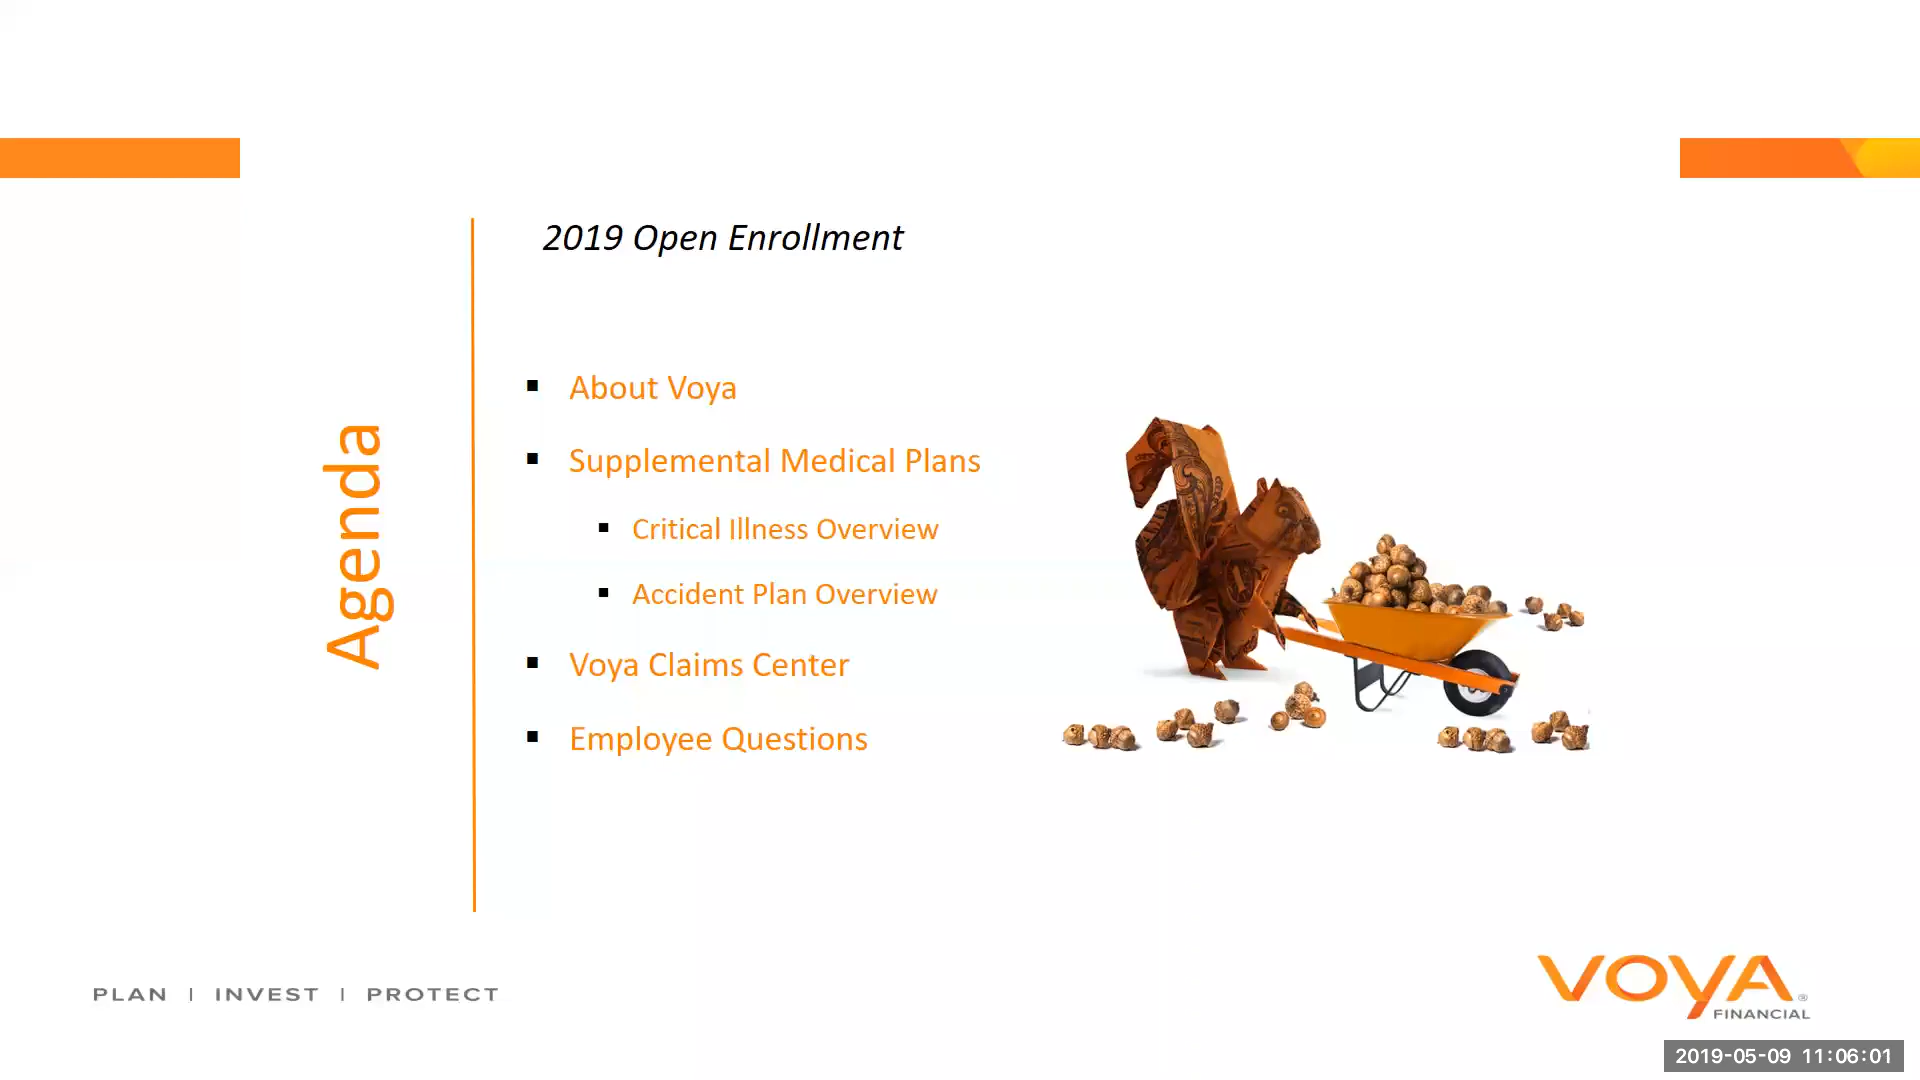 2019 Open Enrollment
Agenda
About Voya
Supplemental Medical Plans
Critical Illness Overview
Accident Plan Overview
Voya Claims Center
Employee Questions
PLAN | INVEST | PROTECT
VOYA®
FINANCIAL
2019-05-09 11:06:01